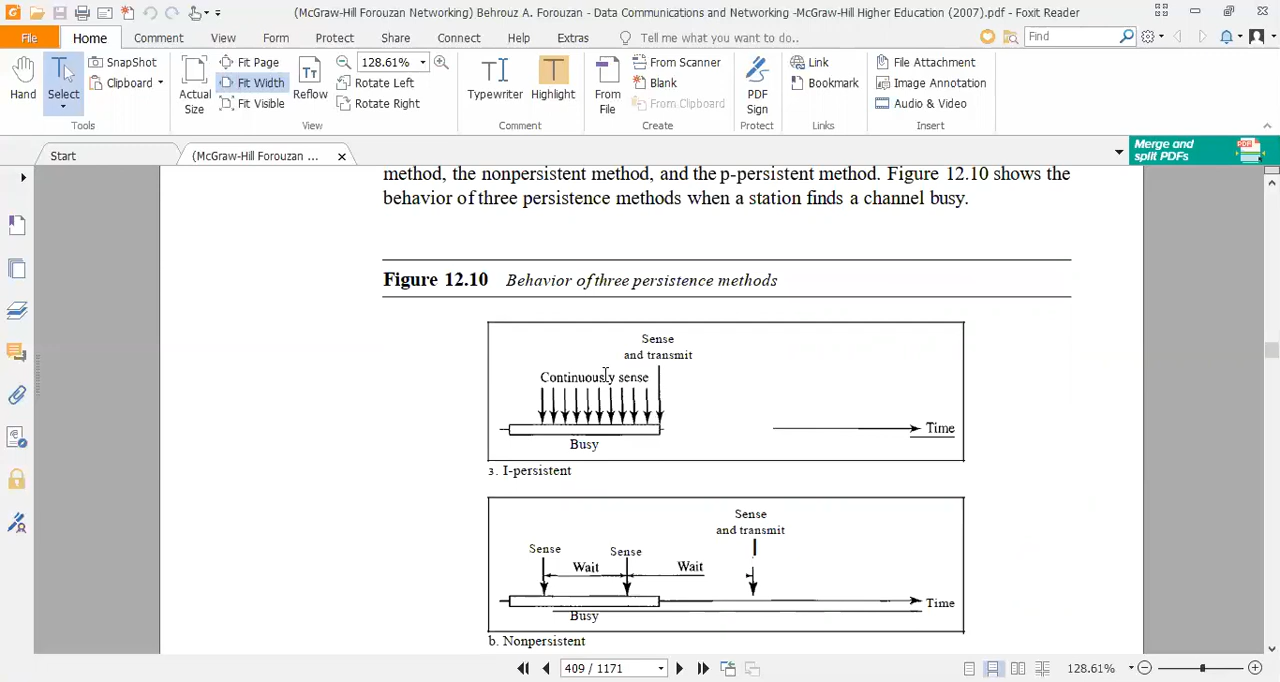 (McGraw-Hill Forouzan Networking) Behrouz A. Forouzan - Data Communications and Networking -McGraw-Hill Higher Education (2007).pdf - Foxit Reader
File Home Comment View Form Protect Share Connect Help Extras Tell me what you want to do.. Find
Hand Select SnapShot Clipboard Actual Size Fit Page Fit Width Fit Visible Reflow 128.61% Rotate Left Rotate Right Typewriter Highlight From File From Scanner Blank From Clipboard PDF Sign Link Bookmark File Attachment Image Annotation Audio & Video
Tools View Comment Create Protect Links Insert
Start (McGraw-Hill Forouzan ... Merge and split PDFs
method, the nonpersistent method, and the p-persistent method. Figure 12.10 shows the
behavior of three persistence methods when a station finds a channel busy.
Figure 12.10 Behavior of three persistence methods
Sense
and transmit
Continuously sense
Time
Busy
3. I-persistent
Sense
and transmit
Sense Sense
Wait Wait
Time
Busy
b. Nonpersistent
409 / 1171 128.61%